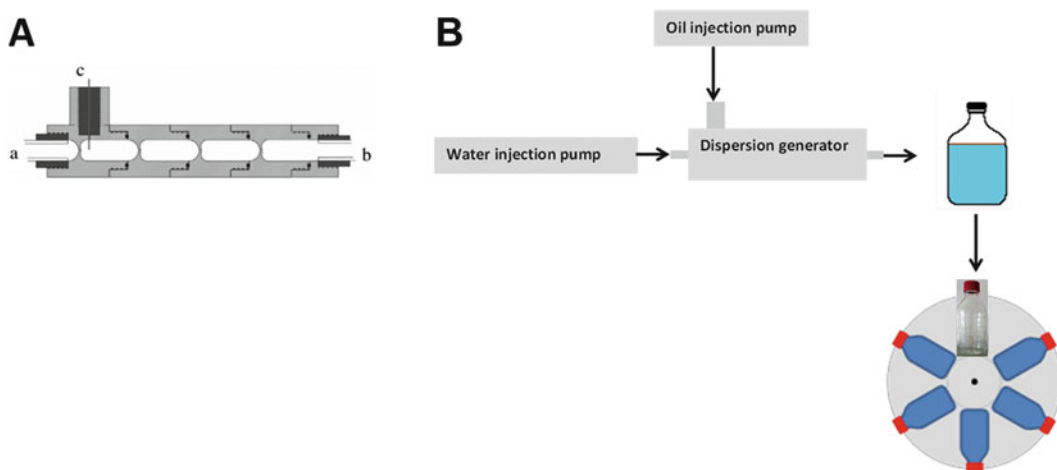 A
c
a
b
B
Oil injection pump
Water injection pump
Dispersion generator